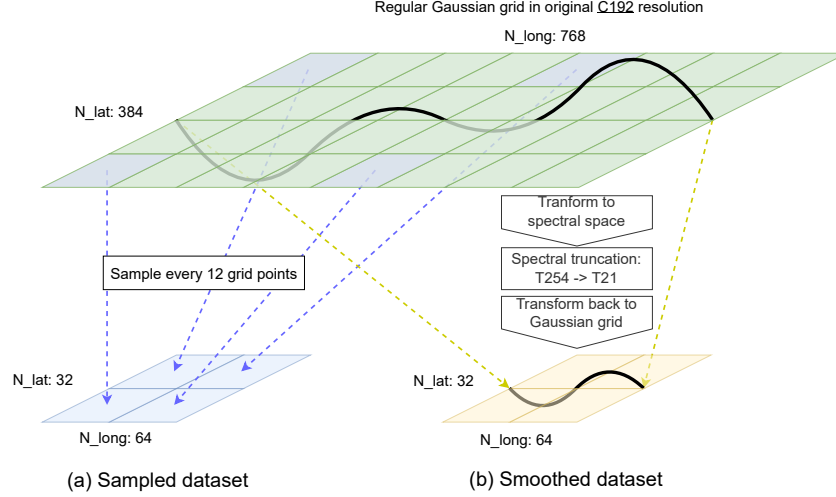 Regular Gaussian grid in original C192 resolution
N_long: 768
N_lat: 384
Tranform to
spectral space
Sample every 12 grid points
Spectral truncation:
T254 -> T21
Transform back to
Gaussian grid
N_lat: 32
N_lat: 32
N_long: 64
N_long: 64
(a) Sampled dataset
(b) Smoothed dataset